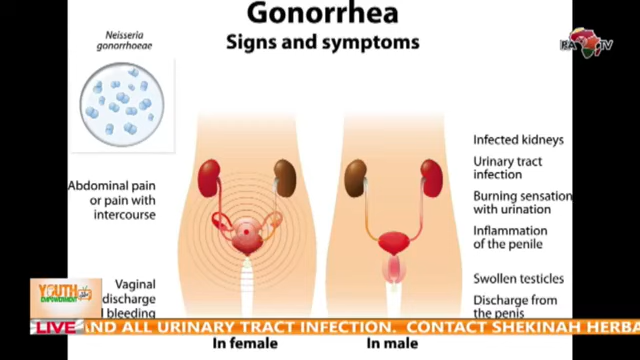 Gonorrhea
Signs and symptoms
Neisseria
gonorrhoeae
TV
Abdominal pain
or pain with
intercourse
Vaginal
discharge
bleeding
Infected kidneys
Urinary tract
infection
Burning sensation
with urination
Inflammation
of the penile
Swollen testicles
Discharge from
the penis
YOUTH
EMPOWERMENT
LIVE
AND ALL URINARY TRACT INFECTION. CONTACT SHEKINAH HERBA
In female
In male